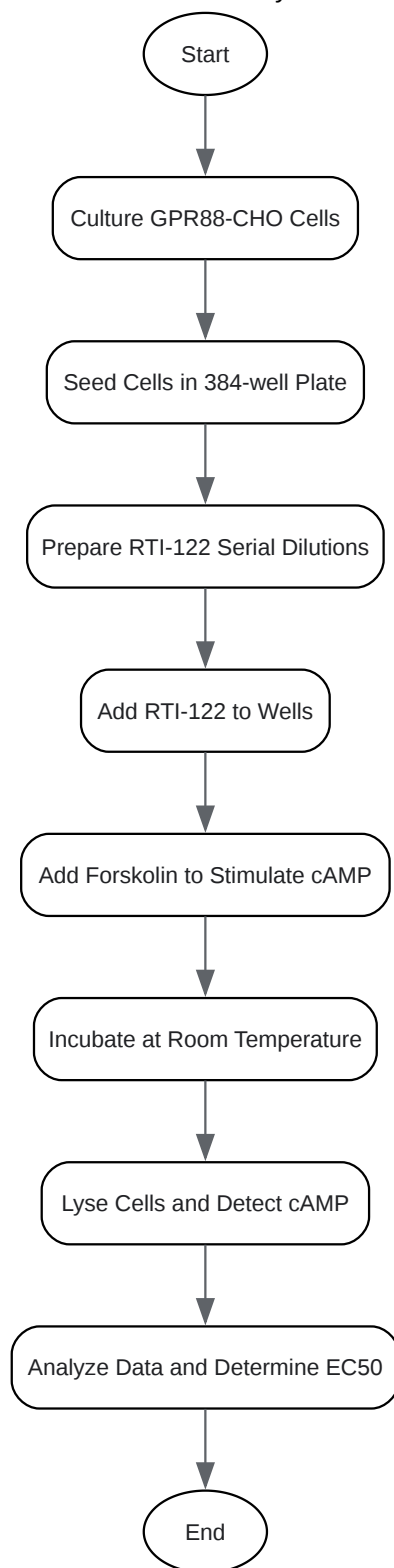 Start
Culture GPR88-CHO Cells
Seed Cells in 384-well Plate
Prepare RTI-122 Serial Dilutions
Add RTI-122 to Wells
Add Forskolin to Stimulate cAMP
Incubate at Room Temperature
Lyse Cells and Detect cAMP
Analyze Data and Determine EC50
End